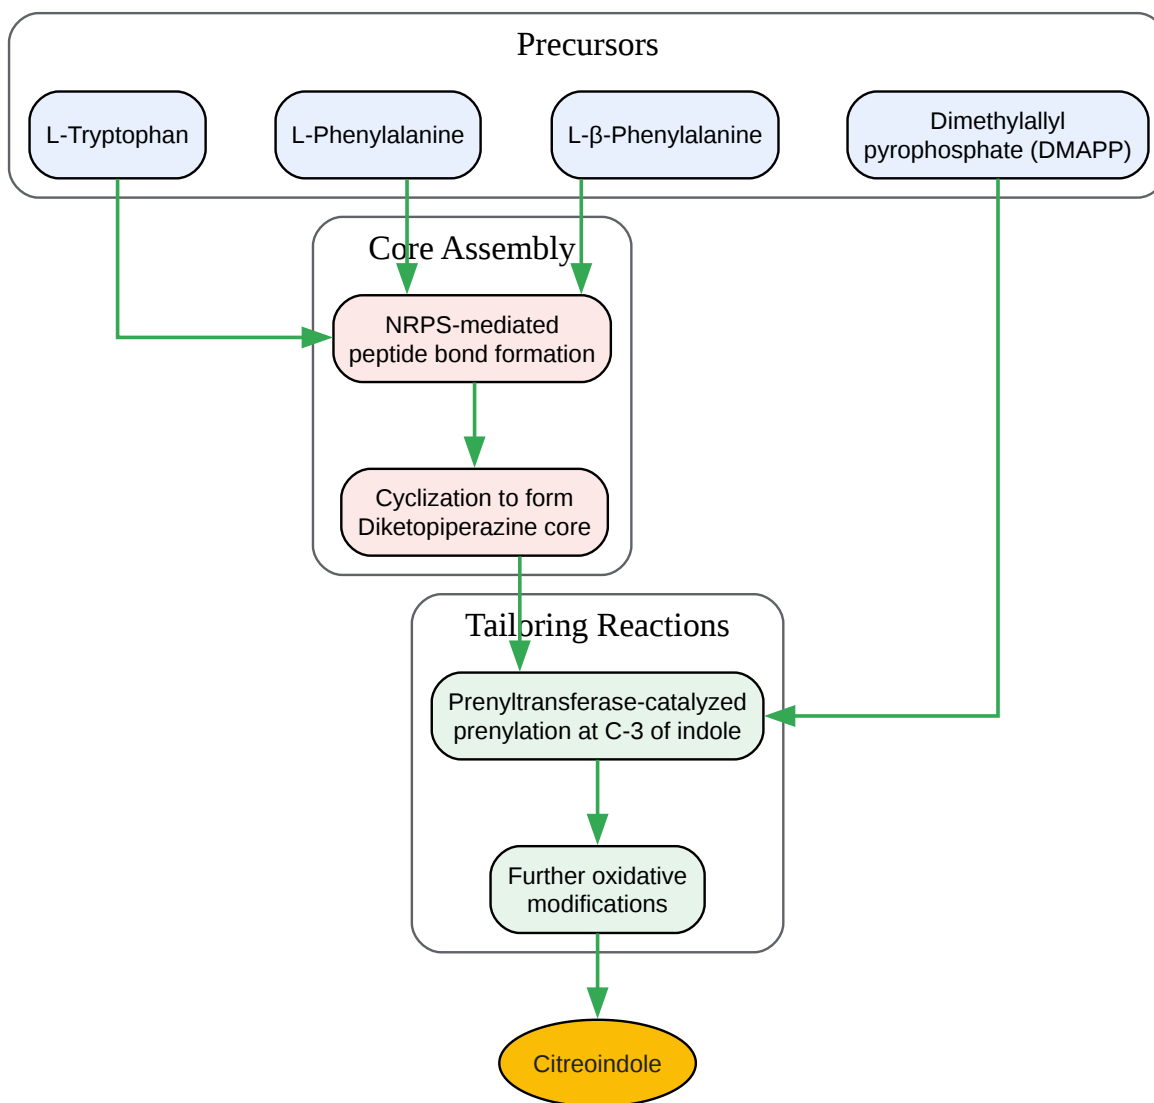 Precursors
L-Tryptophan
L-Phenylalanine
L-β-Phenylalanine
Dimethylallyl
pyrophosphate (DMAPP)
Core Assembly
NRPS-mediated
peptide bond formation
Cyclization to form
Diketopiperazine core
Tailoring Reactions
Prenyltransferase-catalyzed
prenylation at C-3 of indole
Further oxidative
modifications
Citreoindole